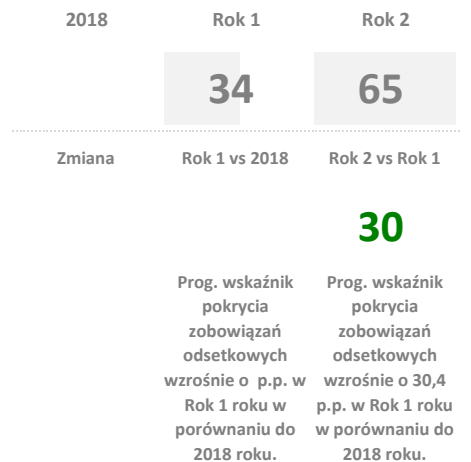 2018 Rok 1 Rok 2
34 65
Zmiana Rok 1 vs 2018 Rok 2 vs Rok 1
30
Prog. wskaźnik
pokrycia
zobowiązań
odsetkowych
wzrośnie o p.p. w
Rok 1 roku w
porównaniu do
2018 roku.
Prog. wskaźnik
pokrycia
zobowiązań
odsetkowych
wzrośnie o 30,4
p.p. w Rok 1 roku
w porównaniu do
2018 roku.